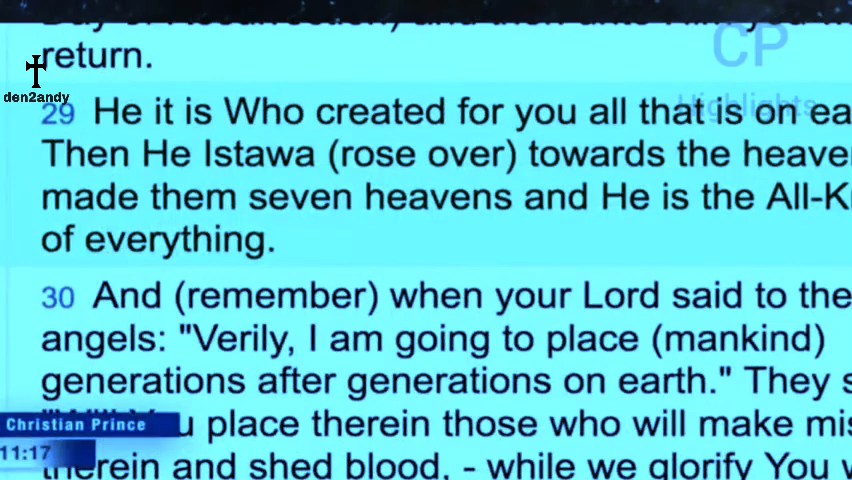 CP
return.
den2andy
Highlights
29 He it is Who created for you all that is on ea
Then He Istawa (rose over) towards the heave
made them seven heavens and He is the All-K
of everything.
30 And (remember) when your Lord said to the
angels: "Verily, I am going to place (mankind)
generations after generations on earth." They s
place therein those who will make mis
Christian Prince
11:17
therein and shed blood, - while we glorify You w